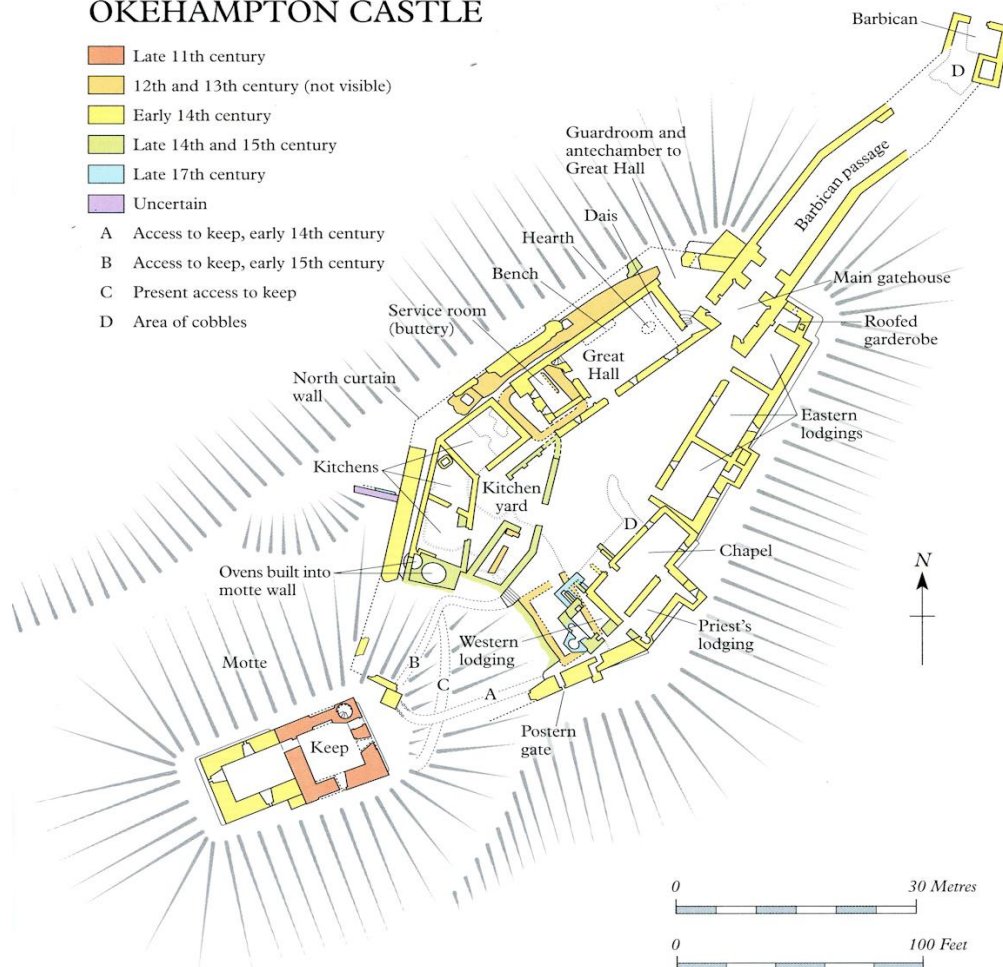 OKEHAMPTON CASTLE
Late 11th century
12th and 13th century (not visible)
Early 14th century
Late 14th and 15th century
Late 17th century
Uncertain
A Access to keep, early 14th century
B Access to keep, early 15th century
C Present access to keep
D Area of cobbles
Barbican
D
Guardroom and
antechamber to
Great Hall
Barbican passage
Dais
Hearth
Bench
Main gatehouse
Service room
(buttery)
Roofed
garderobe
Great
Hall
North curtain
wall
Eastern
lodgings
Kitchens
Kitchen
yard
D
Chapel
N
Ovens built into
motte wall
Priest's
lodging
Western
lodging
Motte
B
C
A
Postern
gate
Keep
0 30 Metres
0 100 Feet